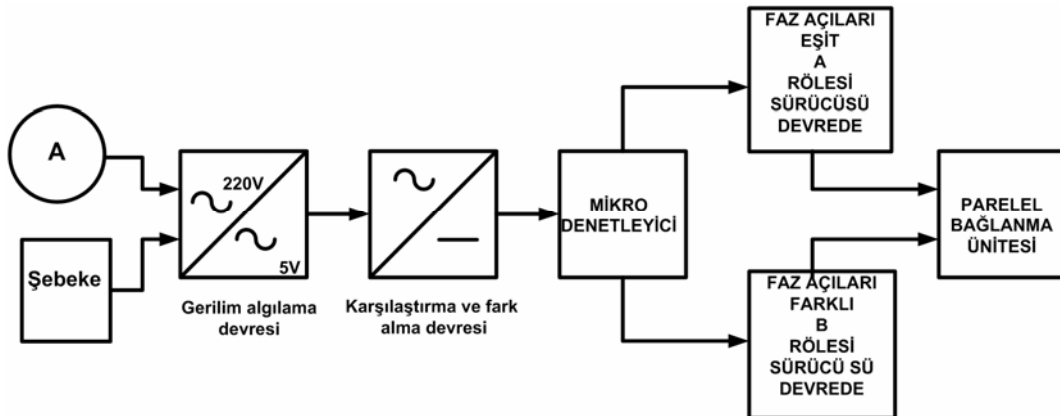 A
Şebeke
220V
5V
Gerilim algılama
devresi
Karşılaştırma ve fark
alma devresi
MİKRO
DENETLEYİCİ
FAZ AÇILARI
EŞİT
A
RÖLESİ
SÜRÜCÜSÜ
DEVREDE
FAZ AÇILARI
FARKLI
B
RÖLESİ
SÜRÜCÜ SÜ
DEVREDE
PARELEL
BAĞLANMA
ÜNİTESİ